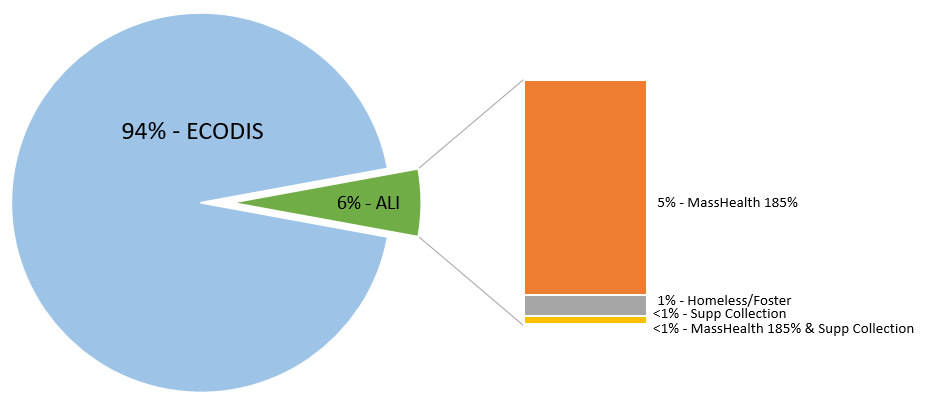 94% - ECODIS
6% - ALI
5% - MassHealth 185%
1% - Homeless/Foster
<1% - Supp Collection
<1% - MassHealth 185% & Supp Collection